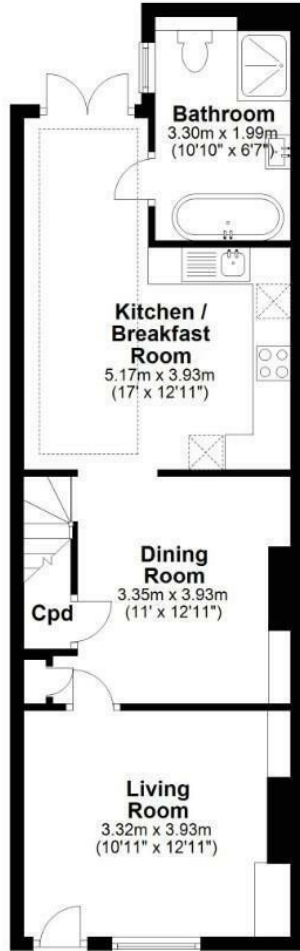 Bathroom
3.30m x 1.99m
(10'10" x 6'7")
Kitchen /
Breakfast
Room
5.17m x 3.93m
(17' x 12'11")
Dining
Room
3.35m x 3.93m
(11' x 12'11")
Cpd
Living
Room
3.32m x 3.93m
(10'11" x 12'11")